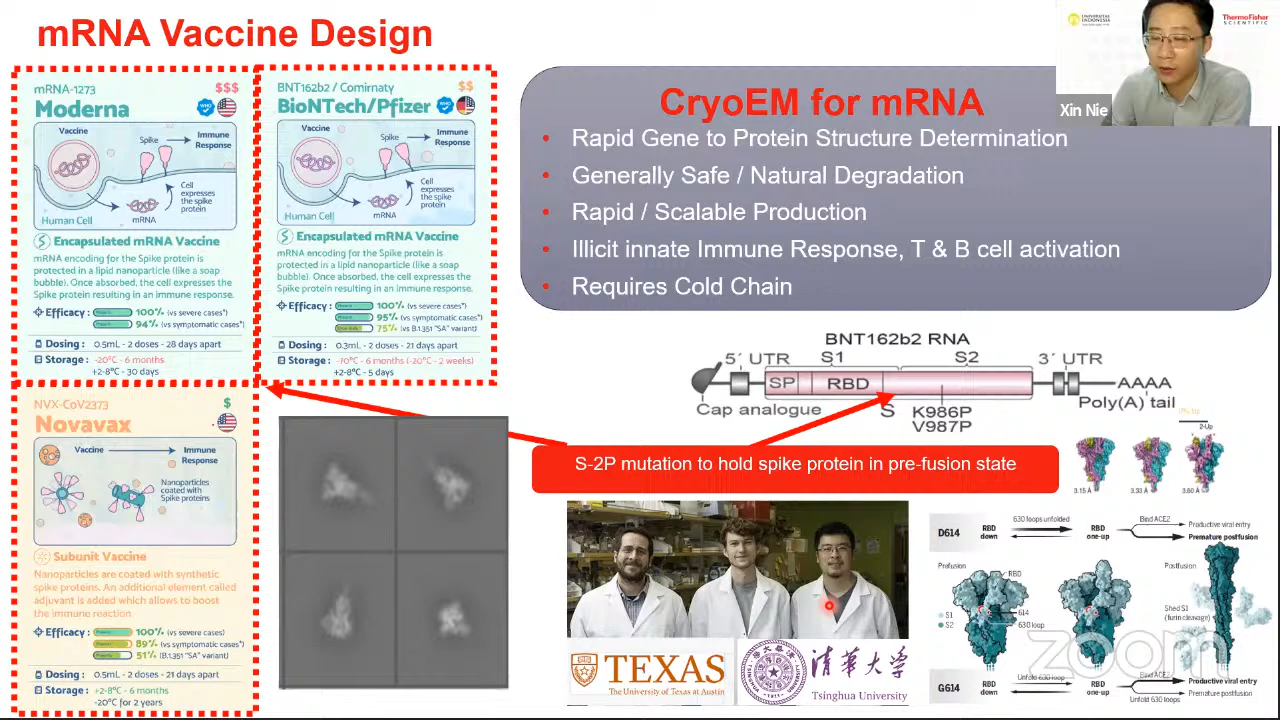 mRNA Vaccine Design
mRNA-1273
$$$
Moderna
WHO
Vaccine
Spike
Immune
Response
Cell
expresses
the spike
protein
Human Cell
mRNA
Encapsulated mRNA Vaccine
mRNA encoding for the Spike protein is
protected in a lipid nanoparticle (like a soap
bubble). Once absorbed, the cell expresses the
Spike protein resulting in an immune response.
Efficacy :
100% (vs severe cases*)
94% (vs symptomatic cases*)
Dosing : 0.5mL - 2 doses - 28 days apart
Storage : -20°C - 6 months
+2-8°C - 30 days
BNT162b2 / Comirnaty
$$
BioNTech/Pfizer
Vaccine
Spike
Immune
Response
Cell
expresses
the spike
protein
Human Cell
mRNA
Encapsulated mRNA Vaccine
mRNA encoding for the Spike protein is
protected in a lipid nanoparticle (like a soap
bubble). Once absorbed, the cell expresses the
Spike protein resulting in an immune response.
Efficacy :
100% (vs severe cases*)
95% (vs symptomatic cases*)
75% (vs B.1.351 "SA" variant)
Dosing : 0.3mL - 2 doses - 21 days apart
Storage : -70°C - 6 months (-20°C - 2 weeks)
+2-8°C - 5 days
NVX-CoV2373
$
Novavax
Vaccine
Immune
Response
Nanoparticles
coated with
Spike proteins
Subunit Vaccine
Nanoparticles are coated with synthetic
spike proteins. An additional element called
adjuvant is added which allows to boost
the immune reaction.
Efficacy :
100% (vs severe cases)
89% (vs symptomatic cases)
51% (B.1.351 "SA" variant)
Dosing : 0.5mL - 2 doses - 21 days apart
Storage : +2-8°C - 6 months
-20°C for 2 years
CryoEM for mRNA
• Rapid Gene to Protein Structure Determination
• Generally Safe / Natural Degradation
• Rapid / Scalable Production
• Illicit innate Immune Response, T & B cell activation
• Requires Cold Chain
UNIVERSITAS
INDONESIA
ThermoFisher
SCIENTIFIC
Xin Nie
BNT162b2 RNA
5´ UTR
S1
S2
3´ UTR
SP
RBD
AAAA
Cap analogue
S
K986P
V987P
Poly(A) tail
S-2P mutation to hold spike protein in pre-fusion state
2-Up
3.15 Å
3.33 Å
3.60 Å
TEXAS
The University of Texas at Austin
清华大学
Tsinghua University
D614
RBD
down
630 loops unfolded
RBD
one-up
Bind ACE2
Productive viral entry
Premature postfusion
Prefusion
RBD
Postfusion
S1
S2
614
630 loop
Shed S1
(furin cleavage)
zoom
G614
RBD
down
Unfold 630 loop
RBD
one-up
Bind ACE2
Unfold 630 loops
Productive viral entry
Premature postfusion